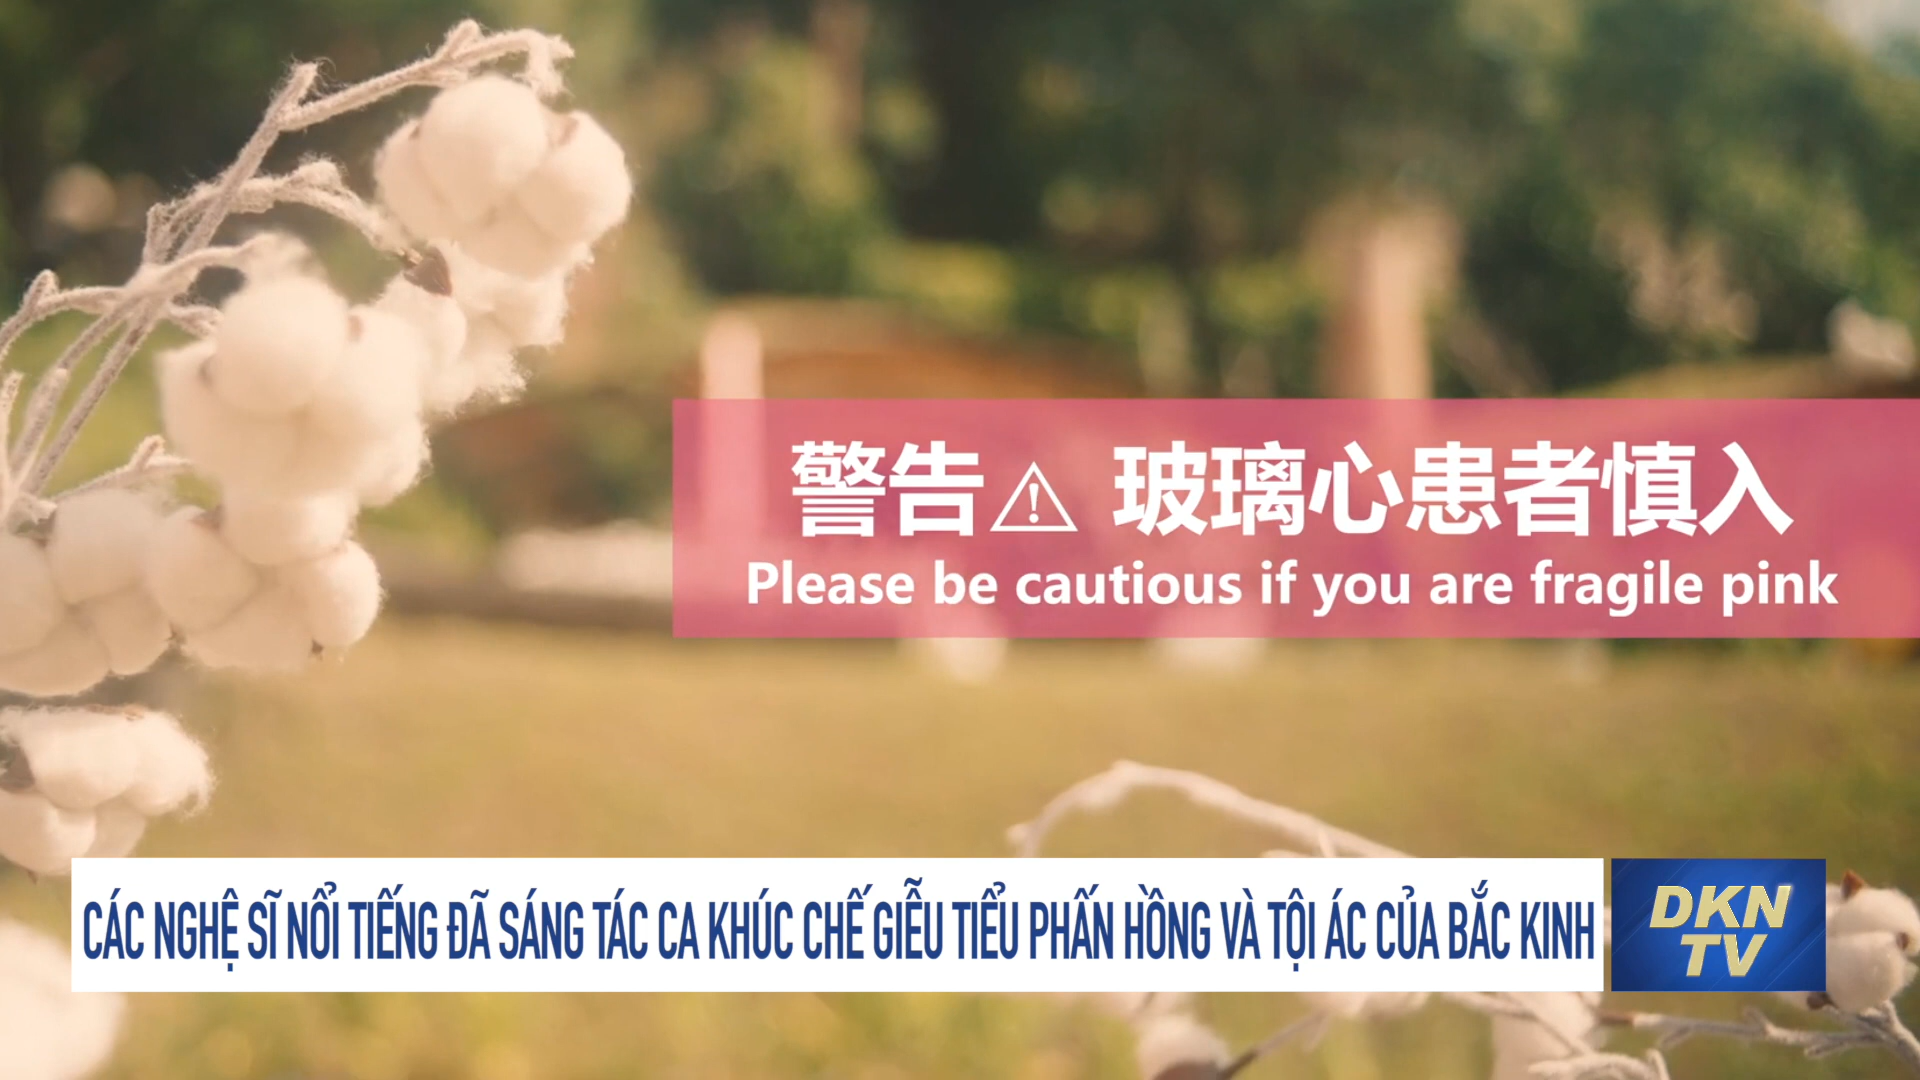 警告⚠ 玻璃心患者慎入
Please be cautious if you are fragile pink
CÁC NGHỆ SĨ NỔI TIẾNG ĐÃ SÁNG TÁC CA KHÚC CHẾ GIỄU TIỂU PHẤN HỒNG VÀ TỘI ÁC CỦA BẮC KINH
DKN
TV